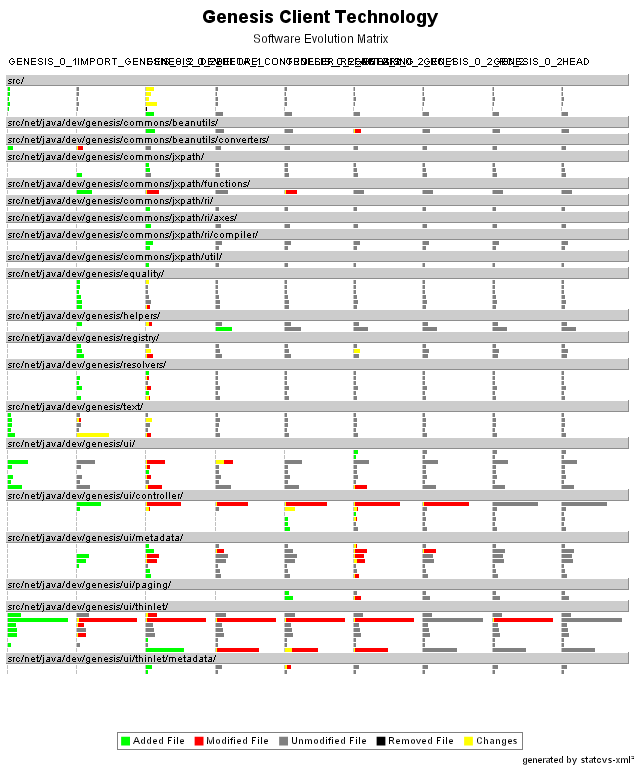 Genesis Client Technology
Software Evolution Matrix
GENESIS_0_1 HEAD
src/
src/net/java/dev/genesis/commons/beanutils/
src/net/java/dev/genesis/commons/beanutils/converters/
src/net/java/dev/genesis/commons/jxpath/
src/net/java/dev/genesis/commons/jxpath/functions/
src/net/java/dev/genesis/commons/jxpath/ri/
src/net/java/dev/genesis/commons/jxpath/ri/axes/
src/net/java/dev/genesis/commons/jxpath/ri/compiler/
src/net/java/dev/genesis/commons/jxpath/util/
src/net/java/dev/genesis/equality/
src/net/java/dev/genesis/helpers/
src/net/java/dev/genesis/registry/
src/net/java/dev/genesis/resolvers/
src/net/java/dev/genesis/text/
src/net/java/dev/genesis/ui/
src/net/java/dev/genesis/ui/controller/
src/net/java/dev/genesis/ui/metadata/
src/net/java/dev/genesis/ui/paging/
src/net/java/dev/genesis/ui/thinlet/
src/net/java/dev/genesis/ui/thinlet/metadata/
Added File Modified File Unmodified File Removed File Changes
generated by statcvs-xml²